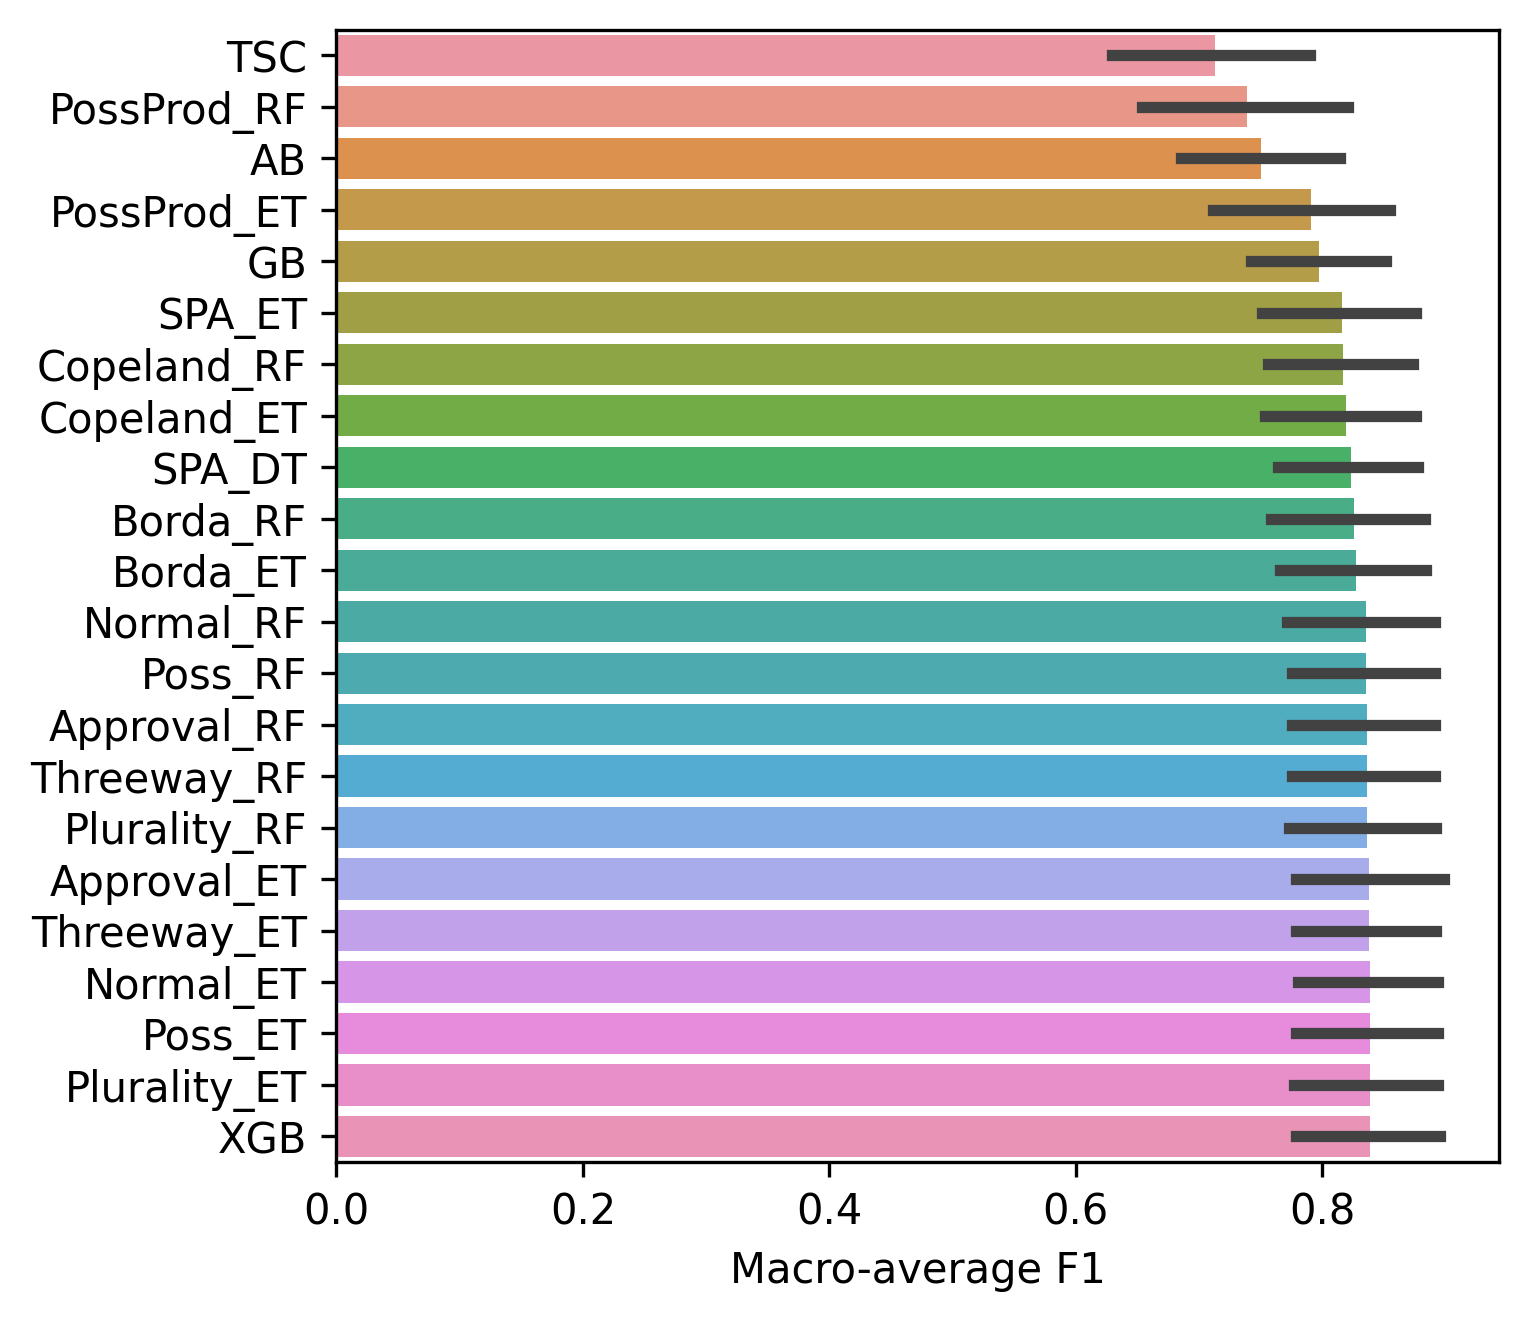 TSC
PossProd_RF
AB
PossProd_ET
GB
SPA_ET
Copeland_RF
Copeland_ET
SPA_DT
Borda_RF
Borda_ET
Normal_RF
Poss_RF
Approval_RF
Threeway_RF
Plurality_RF
Approval_ET
Threeway_ET
Normal_ET
Poss_ET
Plurality_ET
XGB
0.0 0.2 0.4 0.6 0.8
Macro-average F1